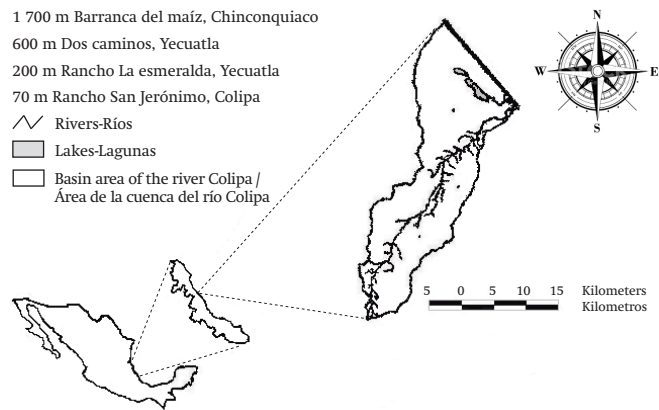 1 700 m Barranca del maíz, Chinconquiaco
600 m Dos caminos, Yecuatla
200 m Rancho La esmeralda, Yecuatla
70 m Rancho San Jerónimo, Colipa
Rivers-Ríos
Lakes-Lagunas
Basin area of the river Colipa /
Área de la cuenca del río Colipa
N
W
E
S
5 0 5 10 15 Kilometers
Kilometros